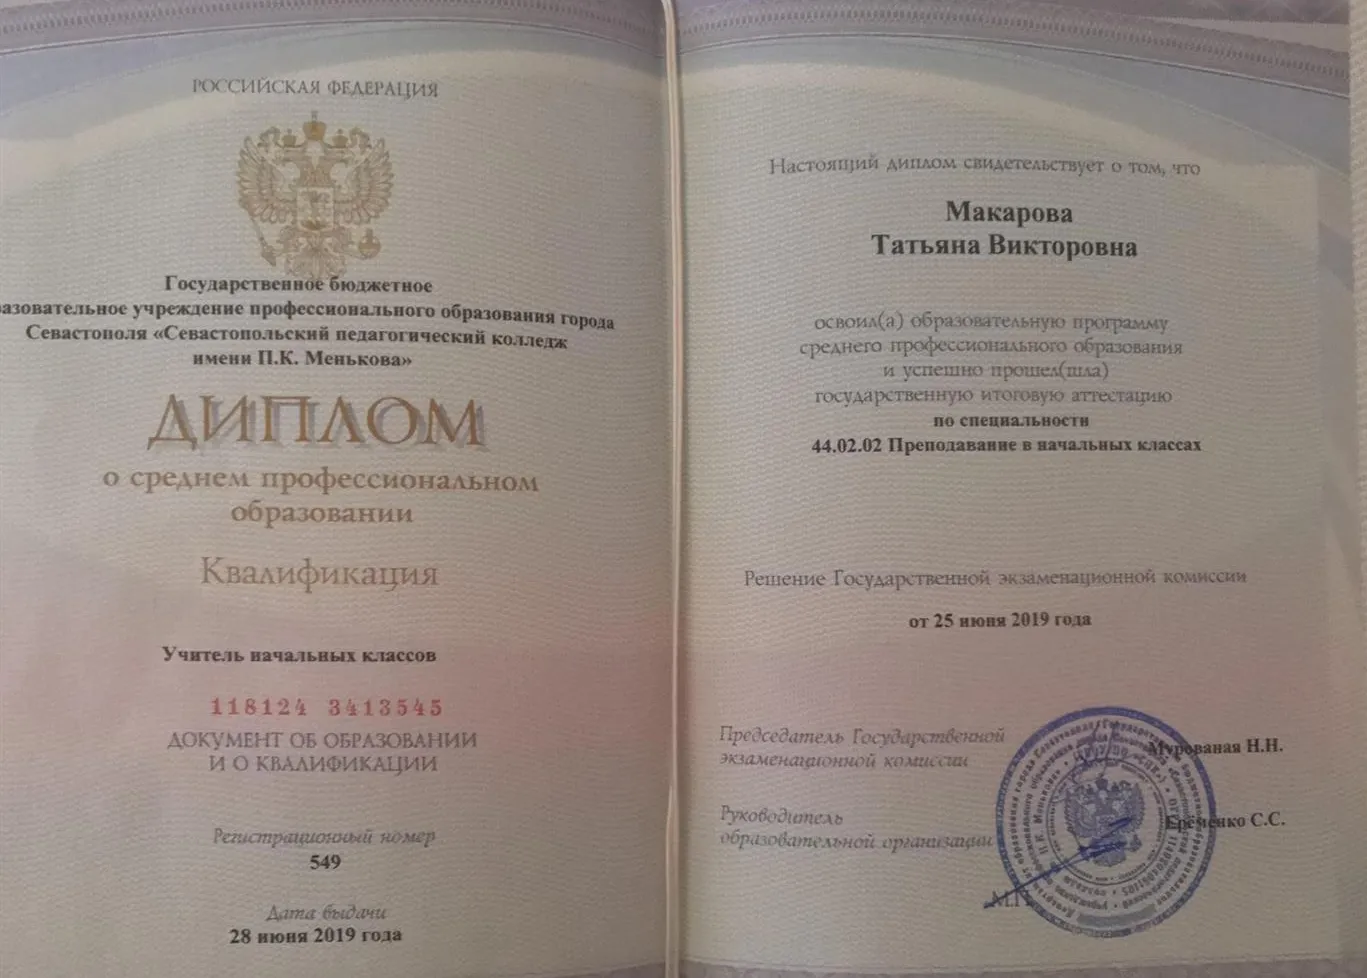 РОССИЙСКАЯ ФЕДЕРАЦИЯ
Государственное бюджетное
разовательное учреждение профессионального образования города
Севастополя «Севастопольский педагогический колледж
имени П.К. Менькова»
ДИПЛОМ
о среднем профессиональном
образовании
Квалификация
Учитель начальных классов
118124 3413545
ДОКУМЕНТ ОБ ОБРАЗОВАНИИ
И О КВАЛИФИКАЦИИ
Регистрационный номер
549
Дата выдачи
28 июня 2019 года
Настоящий диплом свидетельствует о том, что
Макарова
Татьяна Викторовна
освоил(а) образовательную программу
среднего профессионального образования
и успешно прошел(шла)
государственную итоговую аттестацию
по специальности
44.02.02 Преподавание в начальных классах
Решение Государственной экзаменационной комиссии
от 25 июня 2019 года
Председатель Государственной
экзаменационной комиссии
Мурованая Н.Н.
Руководитель
образовательной организации
Ерёменко С.С.
М.П.